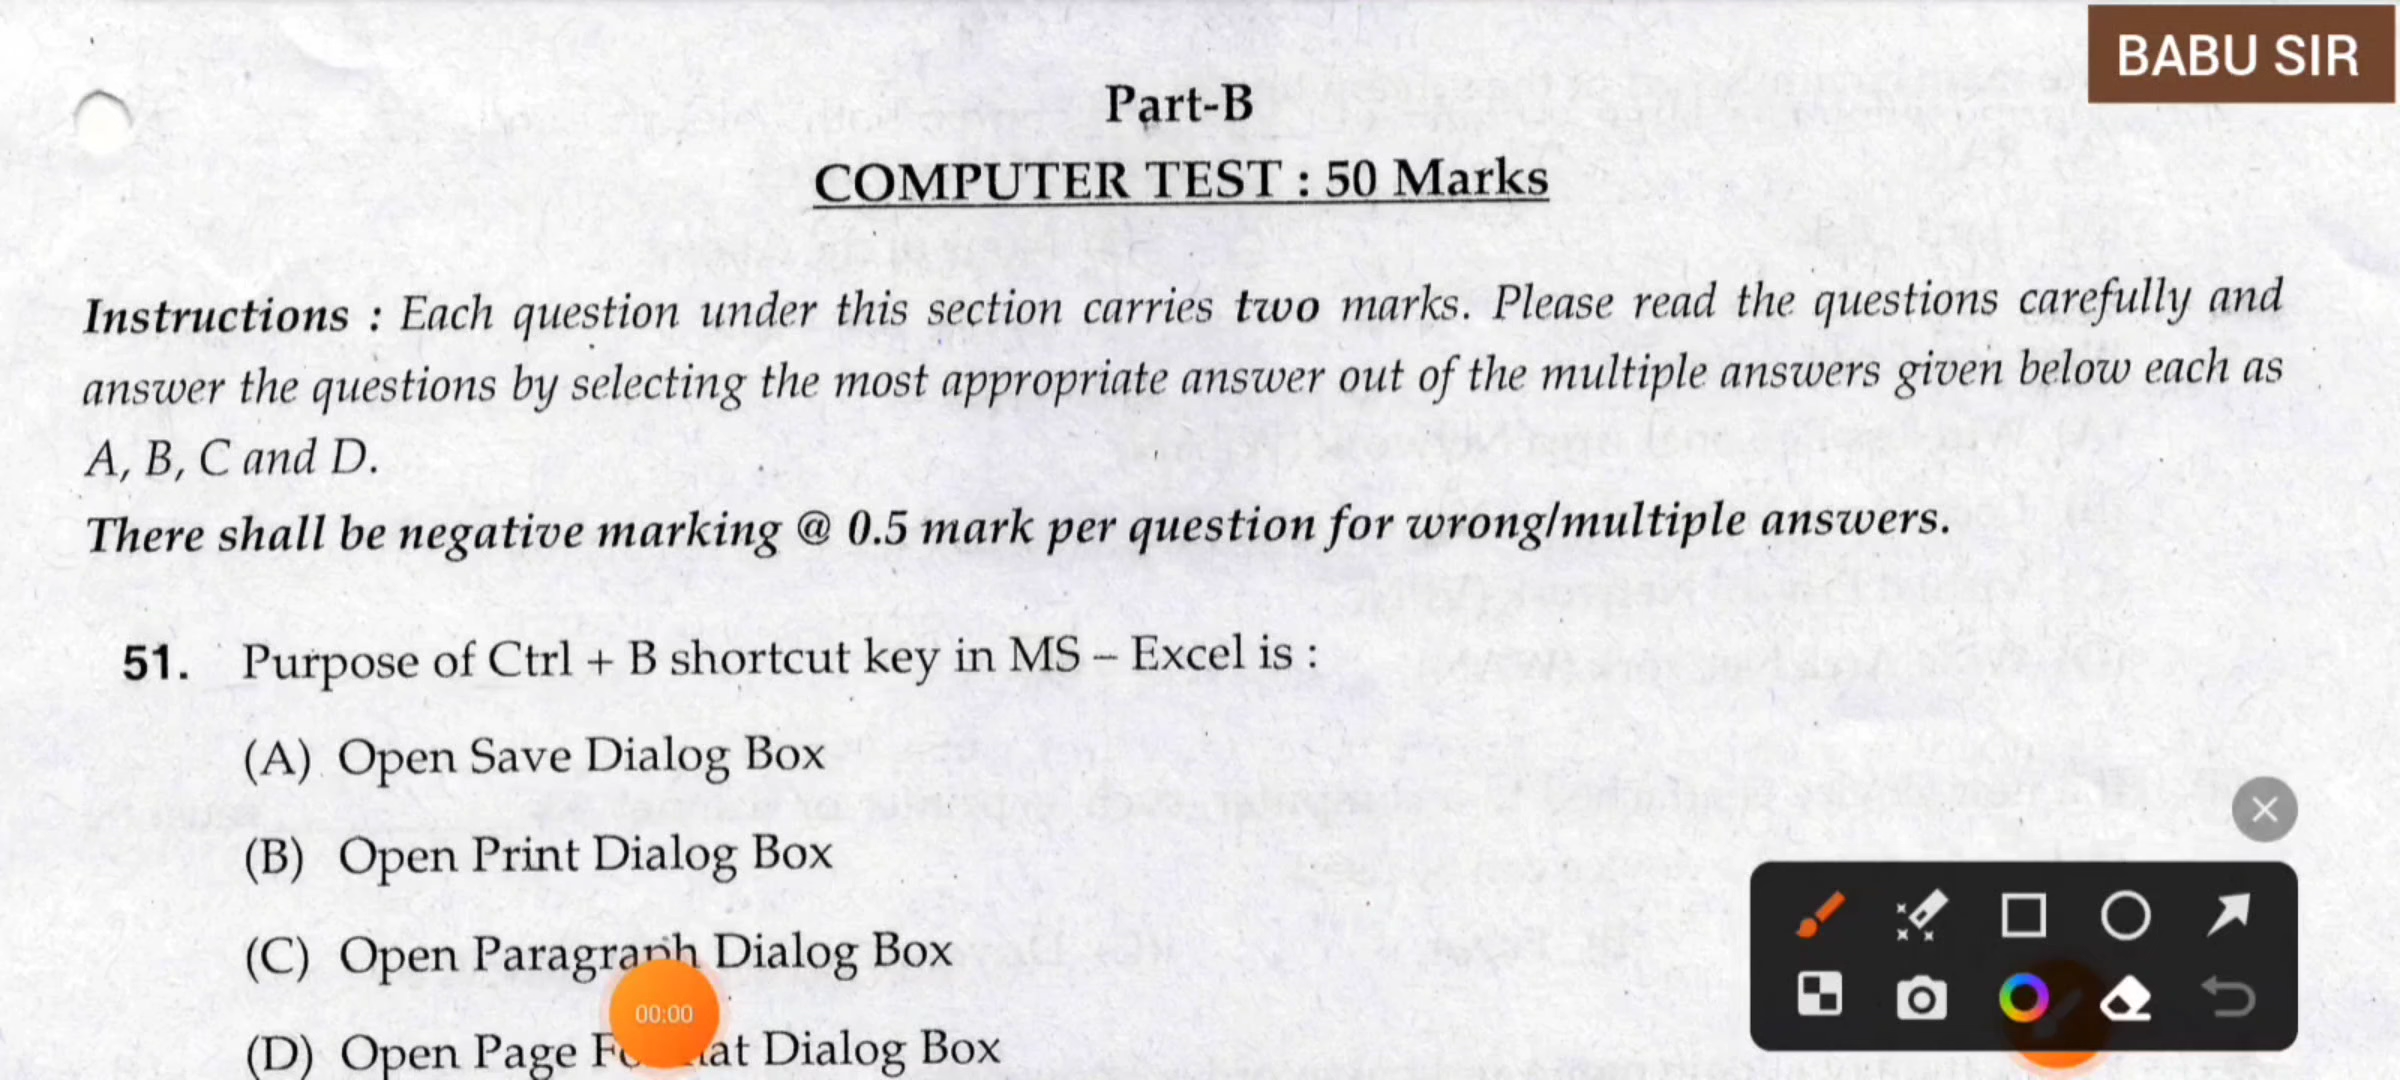 BABU SIR
Part-B
COMPUTER TEST : 50 Marks
Instructions : Each question under this section carries two marks. Please read the questions carefully and
answer the questions by selecting the most appropriate answer out of the multiple answers given below each as
A, B, C and D.
There shall be negative marking @ 0.5 mark per question for wrong/multiple answers.
51. Purpose of Ctrl + B shortcut key in MS – Excel is :
(A) Open Save Dialog Box
(B) Open Print Dialog Box
(C) Open Paragraph Dialog Box
00:00
(D) Open Page Dialog Box